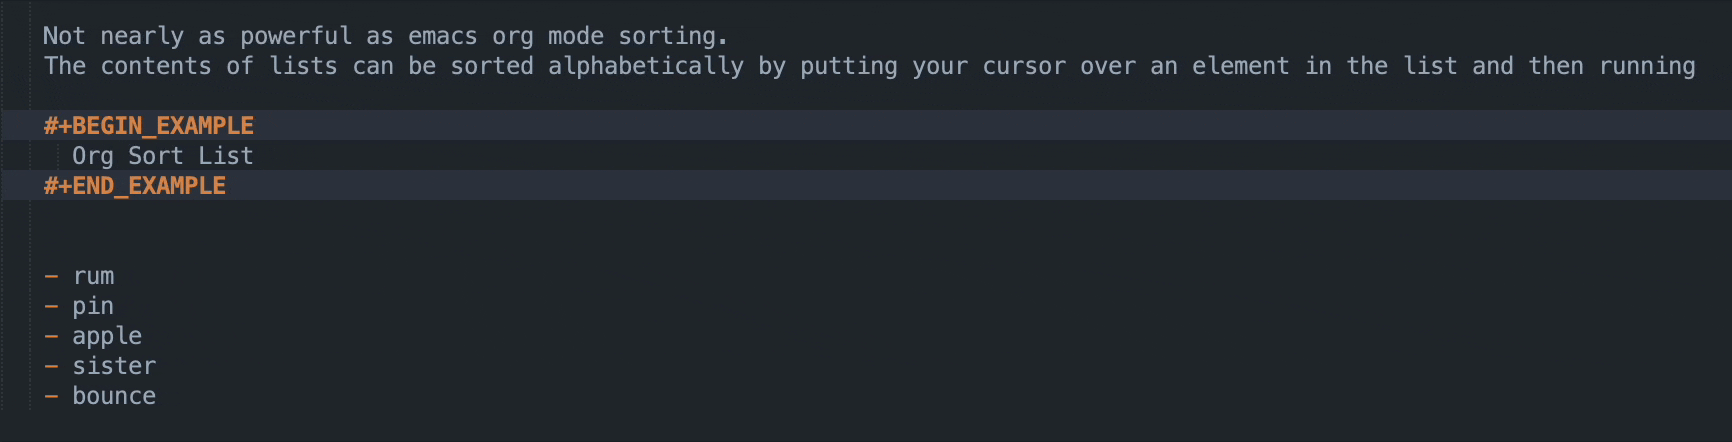 Not nearly as powerful as emacs org mode sorting.
The contents of lists can be sorted alphabetically by putting your cursor over an element in the list and then running
#+BEGIN_EXAMPLE
Org Sort List
#+END_EXAMPLE
- rum
- pin
- apple
- sister
- bounce